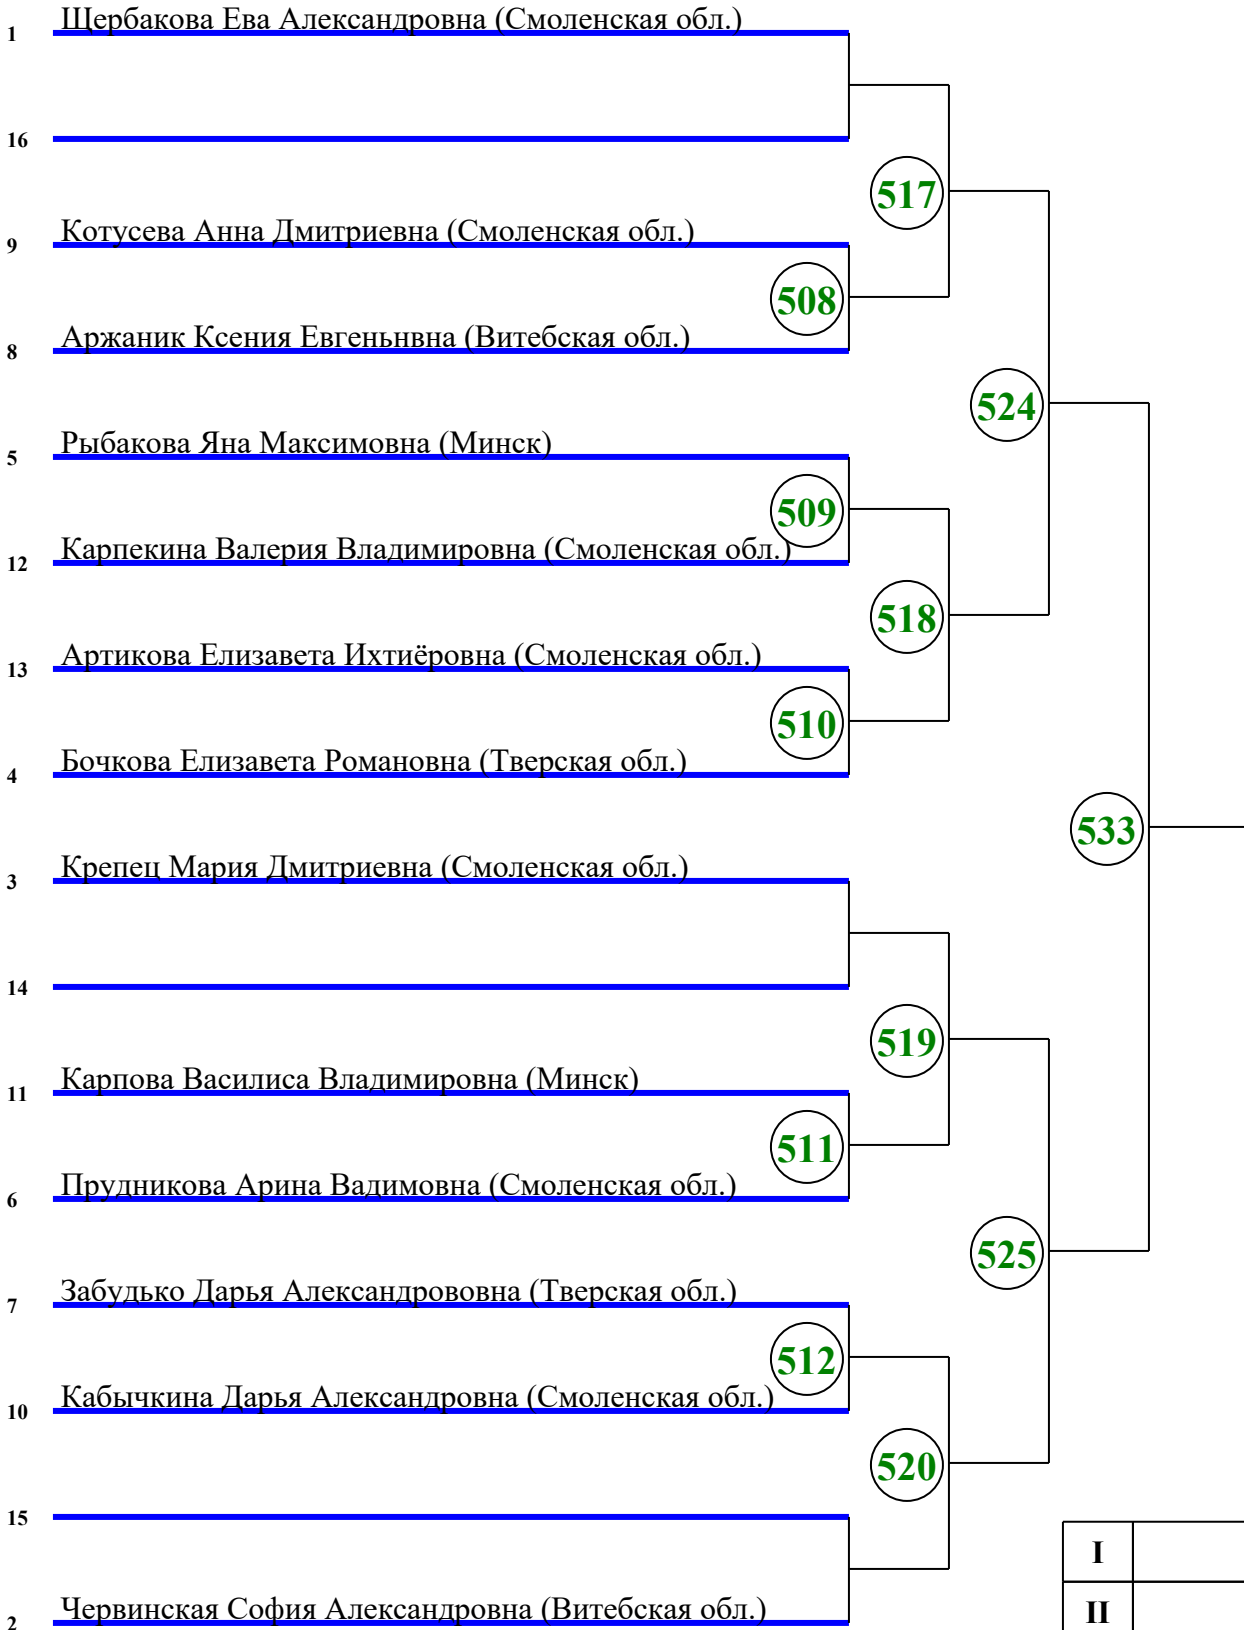 1 Щербакова Ева Александровна (Смоленская обл.)
16
517
9 Котусева Анна Дмитриевна (Смоленская обл.)
508
8 Аржаник Ксения Евгеньнвна (Витебская обл.)
524
5 Рыбакова Яна Максимовна (Минск)
509
12 Карпекина Валерия Владимировна (Смоленская обл.)
518
13 Артикова Елизавета Ихтиёровна (Смоленская обл.)
510
4 Бочкова Елизавета Романовна (Тверская обл.)
533
3 Крепец Мария Дмитриевна (Смоленская обл.)
14
519
11 Карпова Василиса Владимировна (Минск)
511
6 Прудникова Арина Вадимовна (Смоленская обл.)
525
7 Забудько Дарья Александрововна (Тверская обл.)
512
10 Кабычкина Дарья Александровна (Смоленская обл.)
520
15
I
2 Червинская София Александровна (Витебская обл.)
II